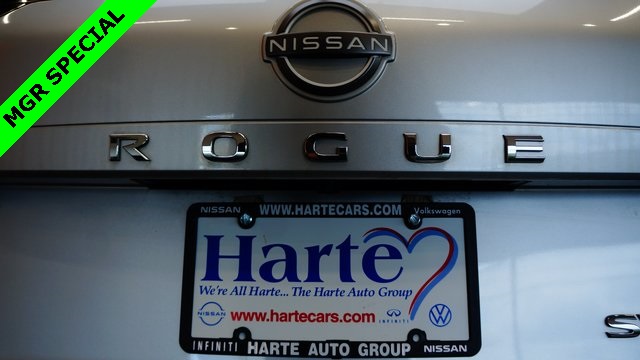 MGR SPECIAL
NISSAN
ROGUE
NISSAN WWW.HARTECARS.COM Volkswagen
Harte
We're All Harte... The Harte Auto Group
NISSAN www.hartecars.com INFINITI
INFINITI HARTE AUTO GROUP NISSAN